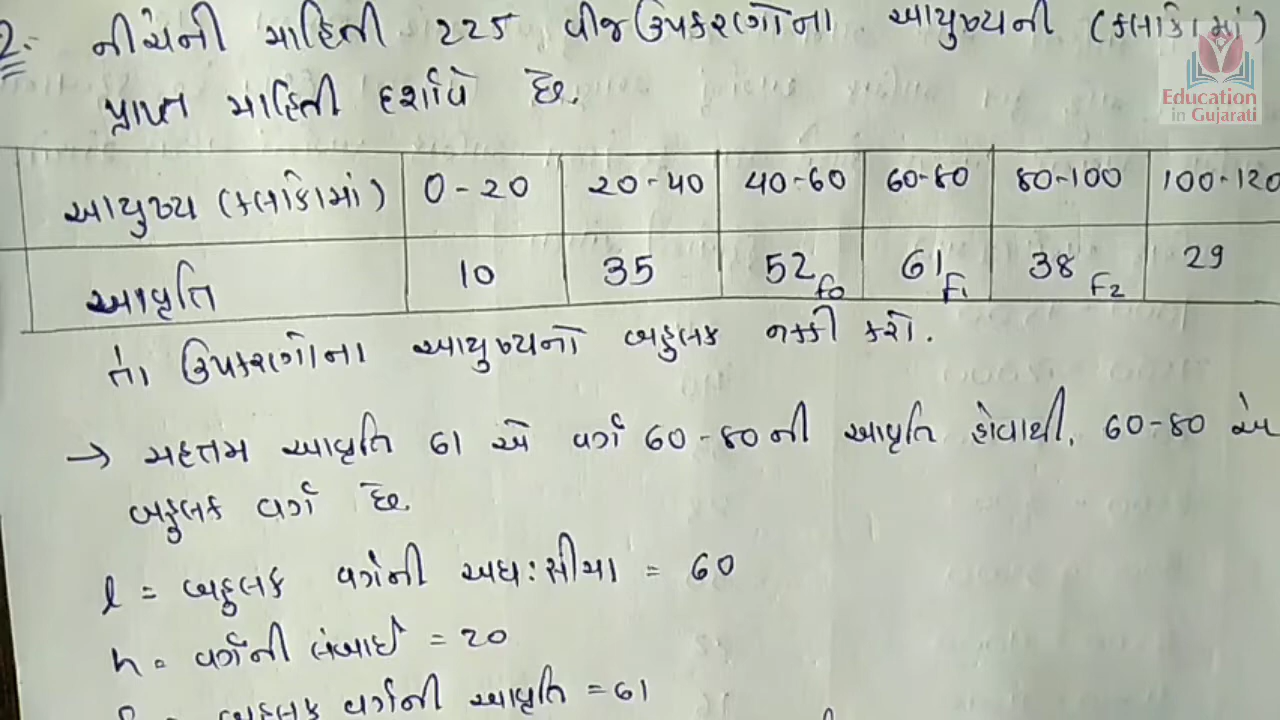 2:- નીચેની માહિતી 225 વીજઉપકરણોના આયુષ્યની (કલાકમાં)
પ્રાપ્ત માહિતી દર્શાવે છે.
Education
in Gujarati
આયુષ્ય (કલાકમાં) 0-20 20-40 40-60 60-80 80-100 100-120
આવૃતિ 10 35 52 f0 61 F1 38 F2 29
તો ઉપકરણોના આયુષ્યનો બહુલક નક્કી કરો.
→ મહતમ આવૃતિ 61 એ વર્ગ 60-80ની આવૃતિ હોવાથી, 60-80 એ
બહુલક વર્ગ છે.
l = બહુલક વર્ગની અધ:સીમા = 60
h = વર્ગની લંબાઈ = 20
બહુલક વર્ગની આવૃતિ = 61